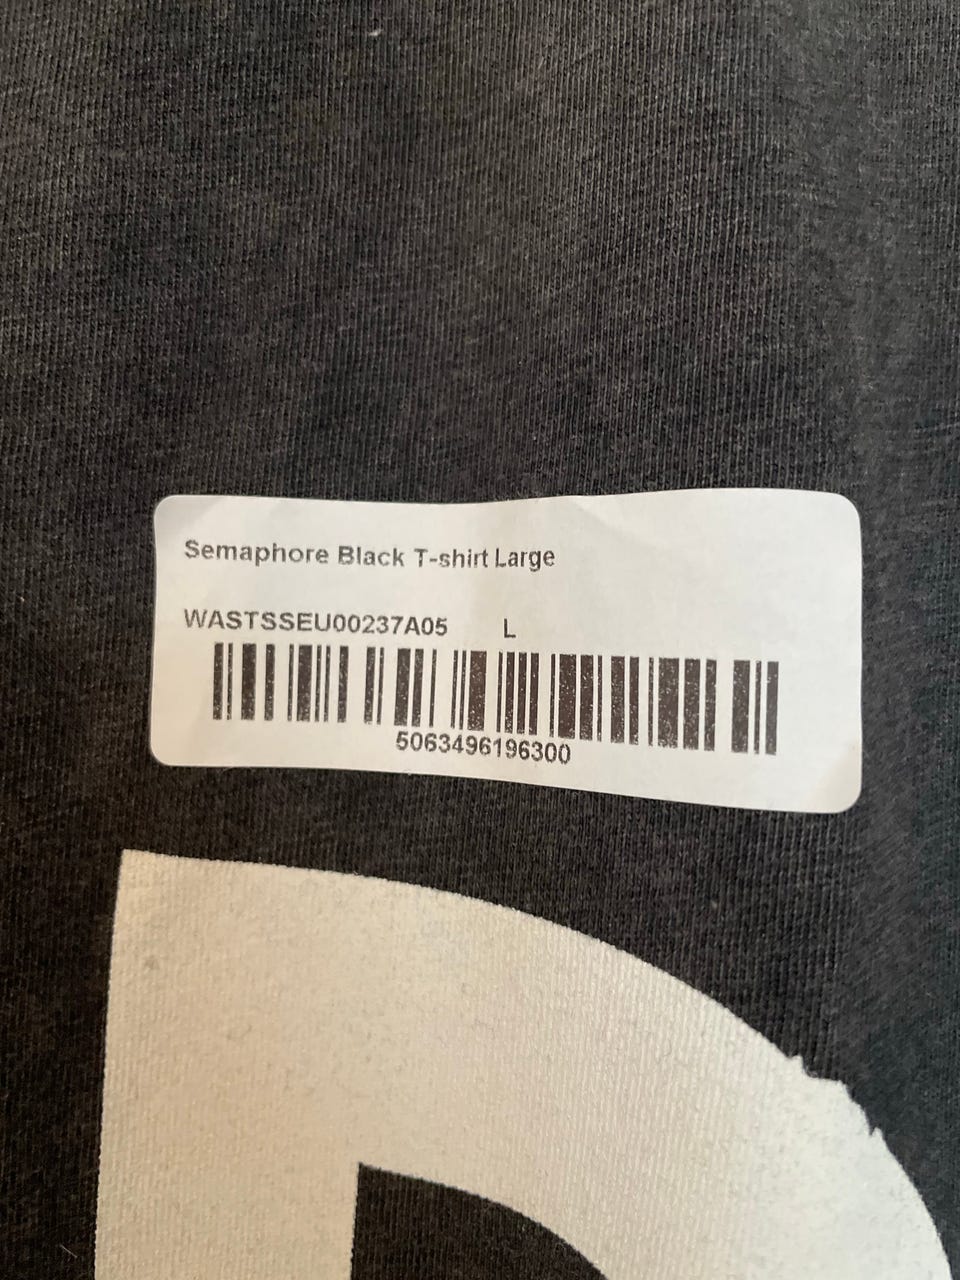 Semaphore Black T-shirt Large
WASTSSEU00237A05 L
5063496196300